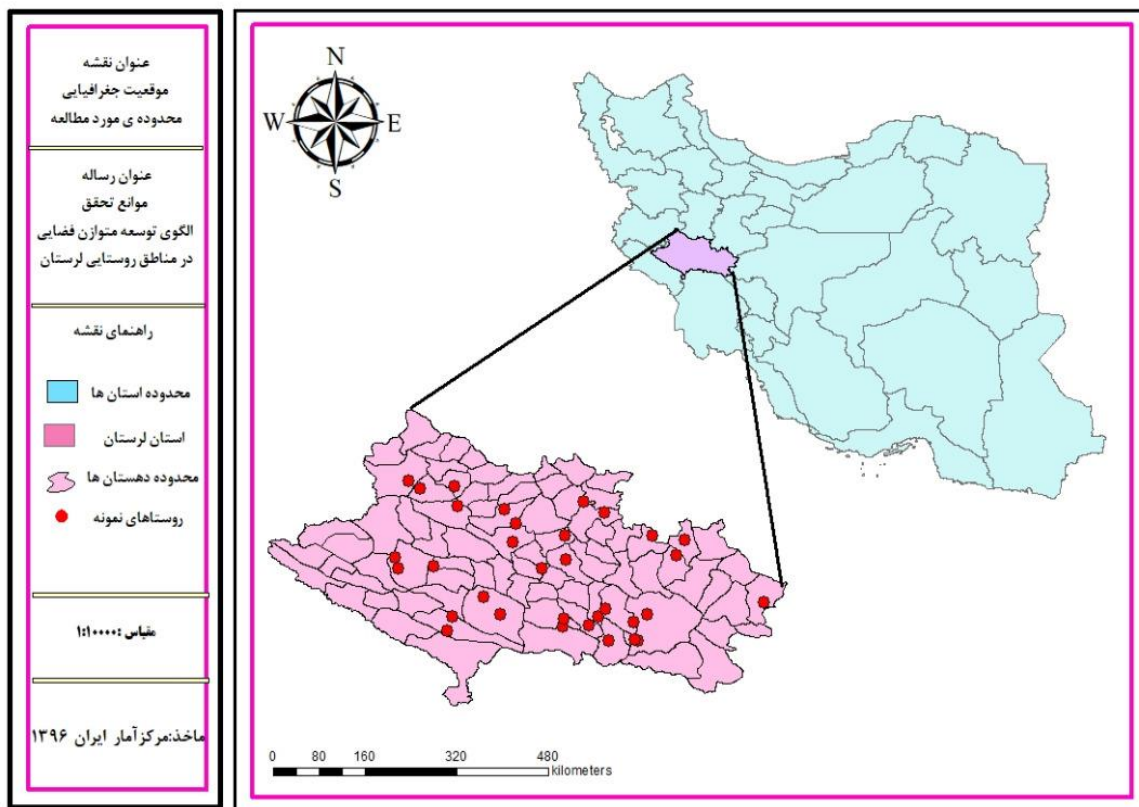 عنوان نقشه
موقعیت جغرافیایی
محدوده ی مورد مطالعه
عنوان رساله
موانع تحقق
الگوی توسعه متوازن فضایی
در مناطق روستایی لرستان
راهنمای نقشه
محدوده استان ها
استان لرستان
محدوده دهستان ها
روستاهای نمونه
مقیاس :۱:۱۰۰۰۰
ماخذ:مرکزآمار ایران ۱۳۹۶
N
W E
S
0 80 160 320 480
kilometers